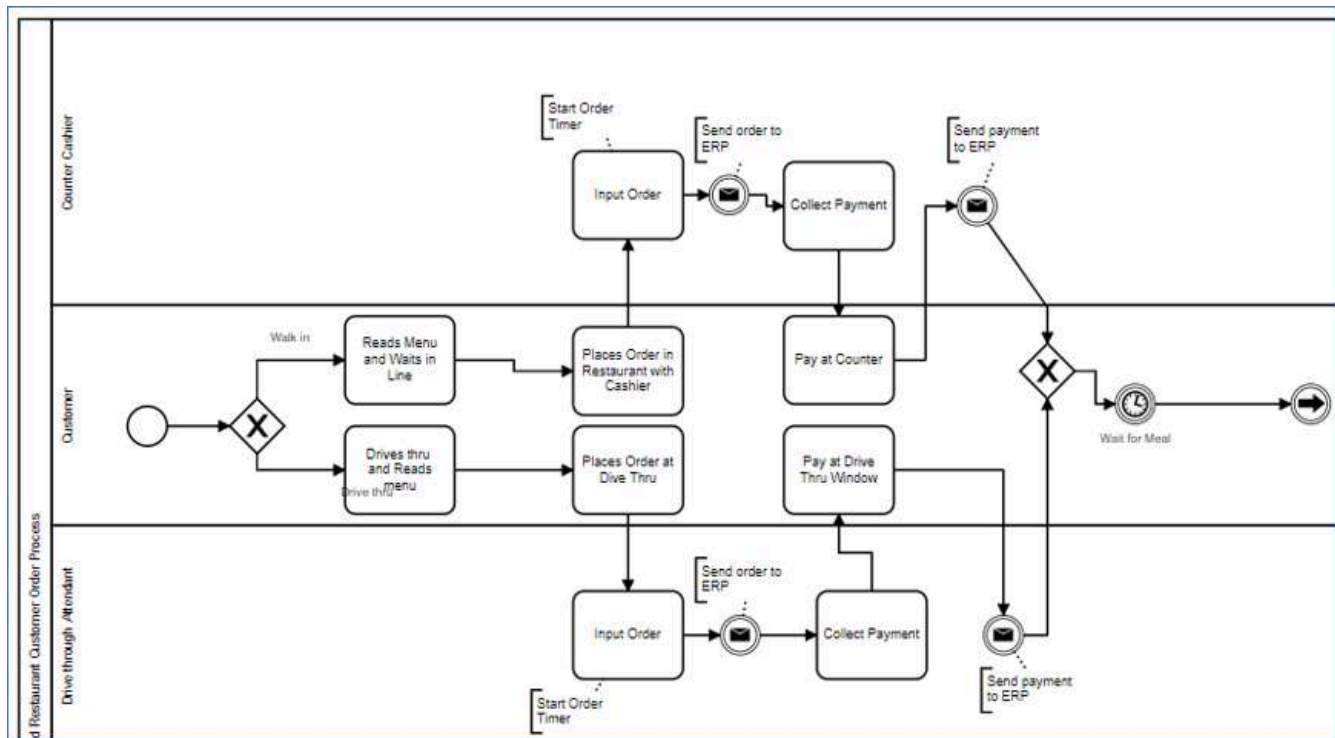 d Restaurant Customer Order Process
Counter Cashier
Start Order
Timer
Input Order
Send order to
ERP
Collect Payment
Send payment
to ERP
Customer
Walk in
Reads Menu
and Waits in
Line
Places Order in
Restaurant with
Cashier
Pay at Counter
Drive thru
Drives thru
and Reads
menu
Places Order at
Dive Thru
Pay at Drive
Thru Window
Wait for Meal
Drive through Attendant
Input Order
Start Order
Timer
Send order to
ERP
Collect Payment
Send payment
to ERP